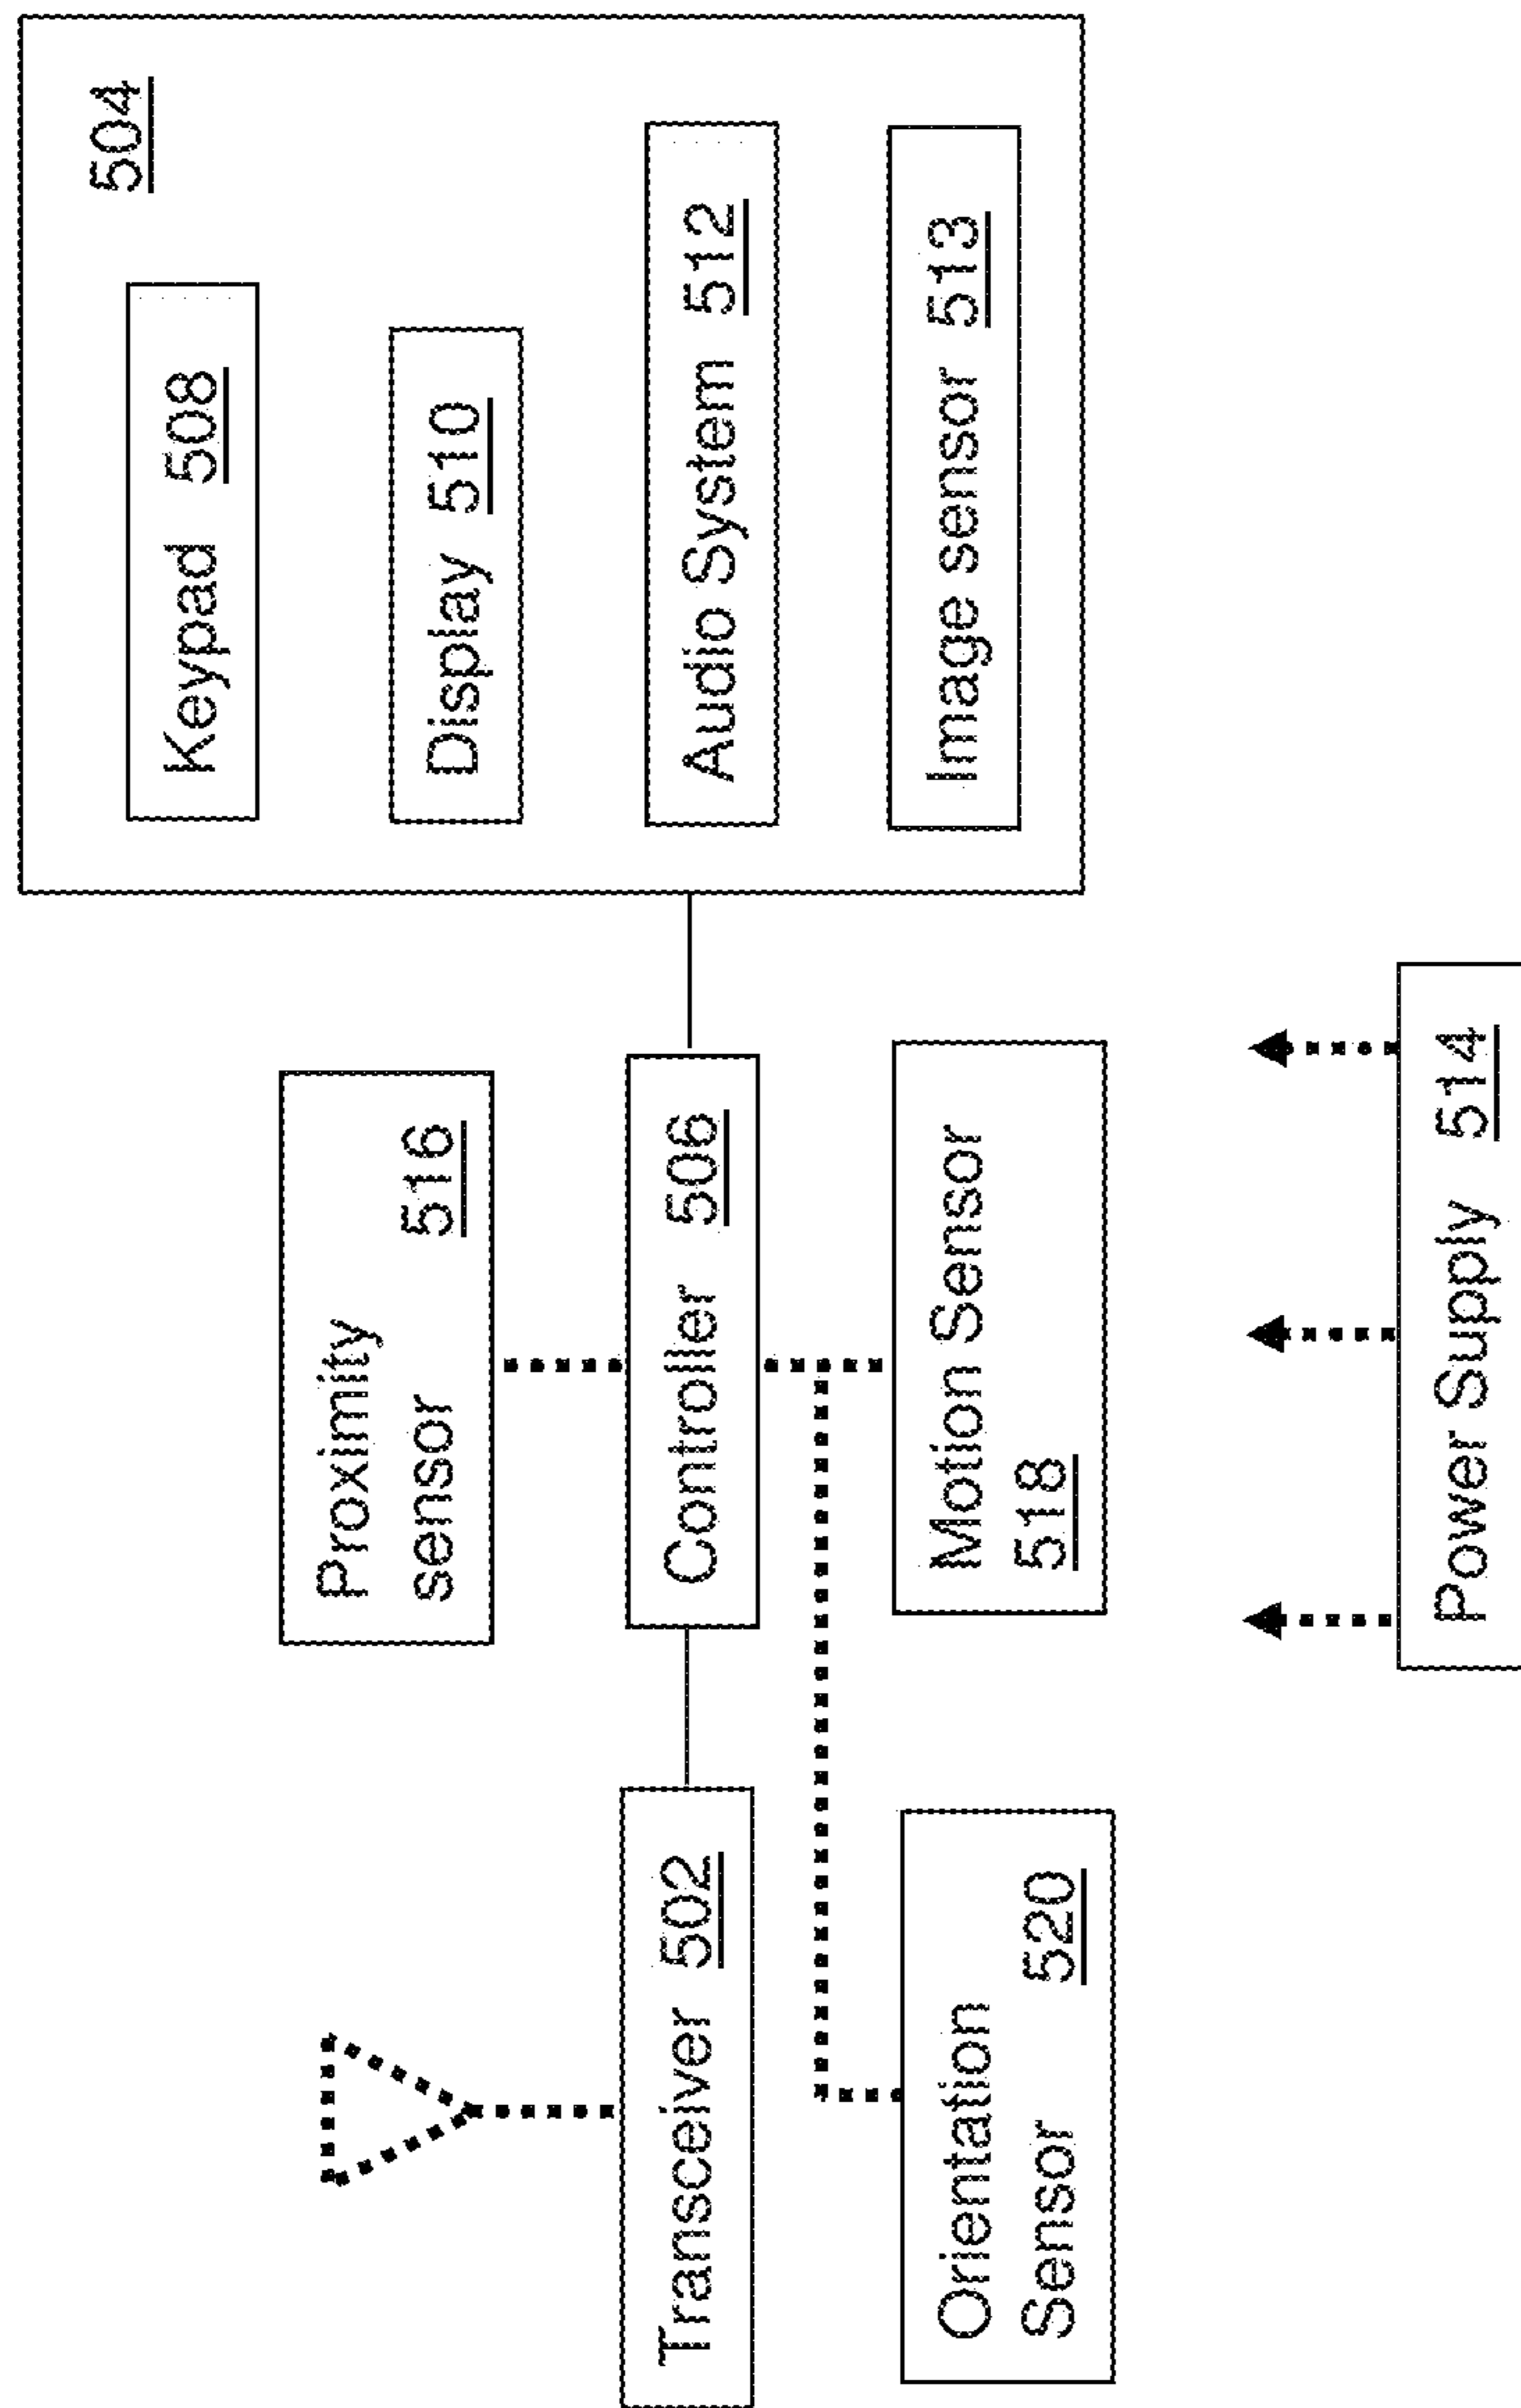 504
Keypad 508
Display 510
Audio System 512
Image sensor 513
Proximity
sensor 516
Controller 506
Motion Sensor
518
Transceiver 502
Orientation
Sensor 520
Power Supply 514